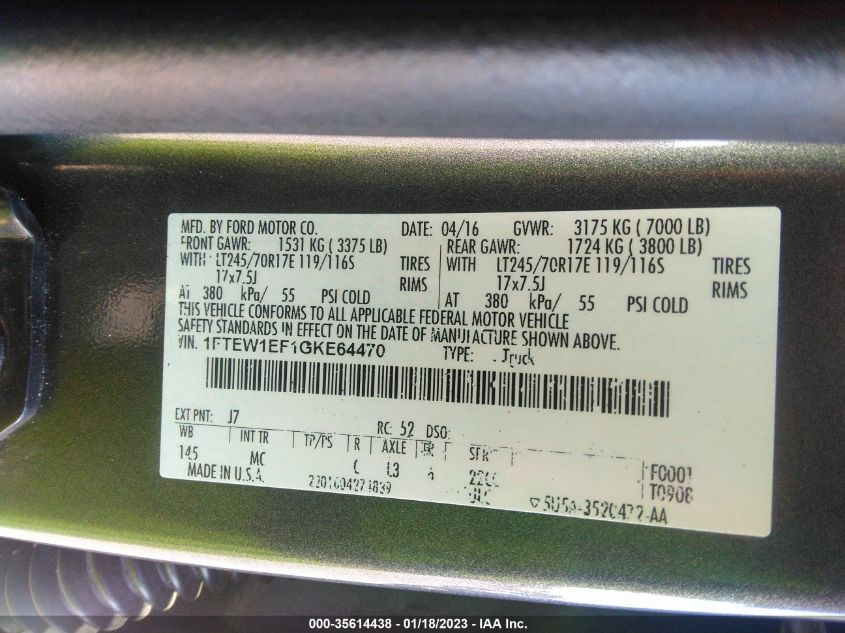 MFD. BY FORD MOTOR CO. DATE: 04/16 GVWR: 3175 KG ( 7000 LB)
FRONT GAWR: 1531 KG ( 3375 LB) REAR GAWR: 1724 KG ( 3800 LB)
WITH LT245/70R17E 119/116S TIRES WITH LT245/70R17E 119/116S TIRES
17x7.5J RIMS 17x7.5J RIMS
AT 380 kPa/ 55 PSI COLD AT 380 kPa/ 55 PSI COLD
THIS VEHICLE CONFORMS TO ALL APPLICABLE FEDERAL MOTOR VEHICLE
SAFETY STANDARDS IN EFFECT ON THE DATE OF MANUFACTURE SHOWN ABOVE.
VIN. 1FTEW1EF1GKE64470 TYPE: Truck
EXT PNT: J7 RC: 52 DSO:
WB INT TR TP/PS R AXLE
145 MC C L3
MADE IN U.S.A. F0001
T0908
000-35614438 - 01/18/2023 - IAA Inc.